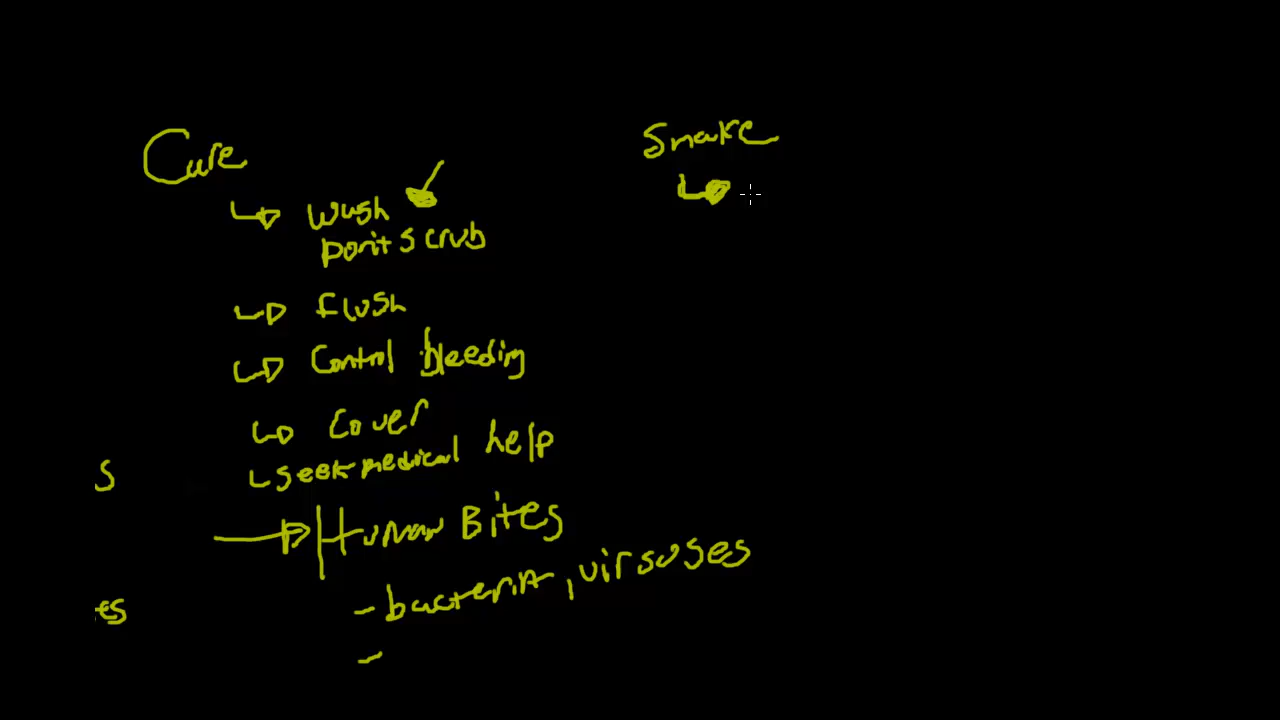 Care
Wash
Don't scrub
Flush
Control bleeding
Cover
Seek medical help
Human Bites
- bacteria, virsuses
-
Snake
s
es